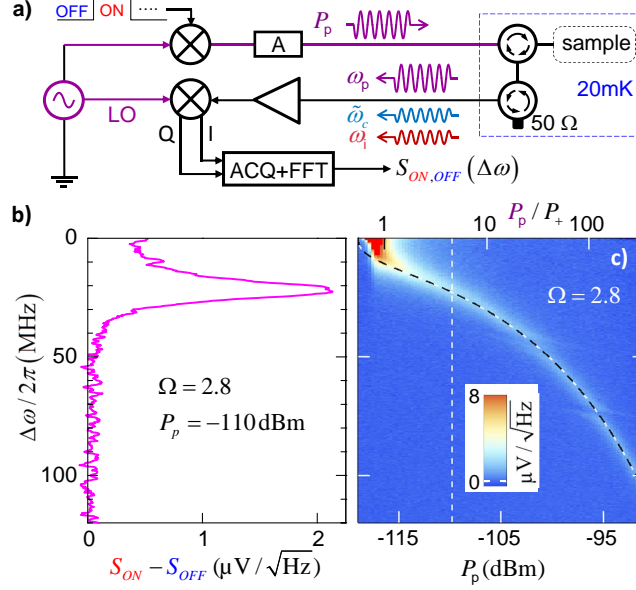 a)
OFF ON ....
A
P_p
sample
ω_p
20mK
LO
ω̃_c
Q I
ω_i
50 Ω
ACQ+FFT
S_ON,OFF (Δω)
b)
P_p / P_+
0
1 10 100
c)
Ω = 2.8
50
Δω / 2π (MHz)
Ω = 2.8
P_p = −110 dBm
8
µV / √Hz
0
100
0 1 2
-115 -105 -95
S_ON − S_OFF (µV / √Hz)
P_p (dBm)